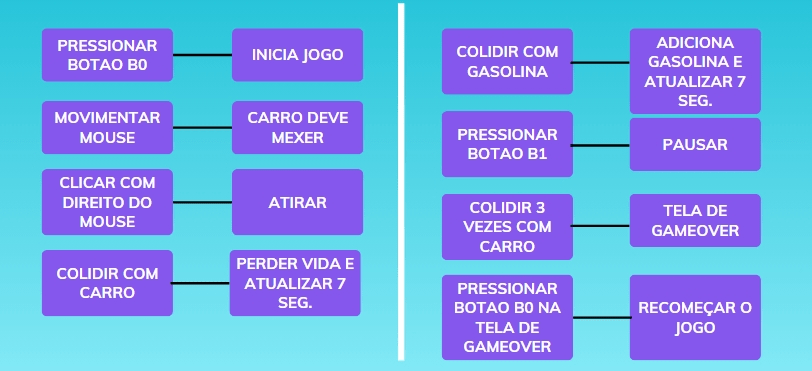 PRESSIONAR
BOTAO B0
INICIA JOGO
MOVIMENTAR
MOUSE
CARRO DEVE
MEXER
CLICAR COM
DIREITO DO
MOUSE
ATIRAR
COLIDIR COM
CARRO
PERDER VIDA E
ATUALIZAR 7
SEG.
COLIDIR COM
GASOLINA
ADICIONA
GASOLINA E
ATUALIZAR 7
SEG.
PRESSIONAR
BOTAO B1
PAUSAR
COLIDIR 3
VEZES COM
CARRO
TELA DE
GAMEOVER
PRESSIONAR
BOTAO B0 NA
TELA DE
GAMEOVER
RECOMEÇAR O
JOGO